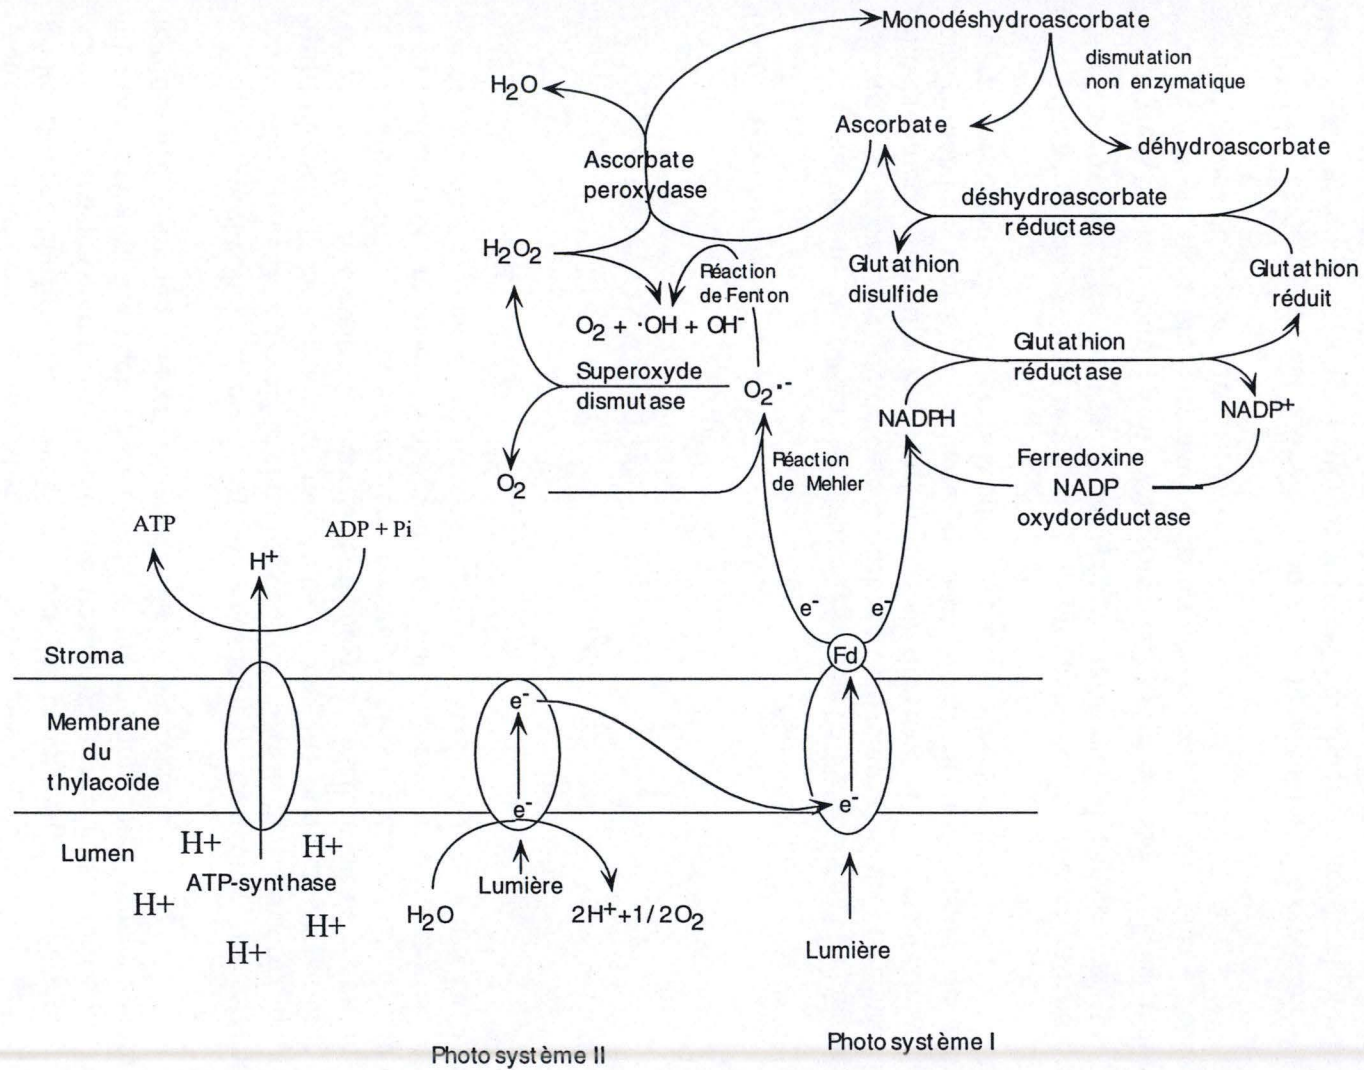 Monodéshydroascorbate
dismutation
non enzymatique
H2O
Ascorbate
déhydroascorbate
Ascorbate
peroxydase
déshydroascorbate
réductase
H2O2
Réaction
de Fenton
Glutathion
disulfide
Glutathion
réduit
O2 + ·OH + OH-
Glutathion
réductase
Superoxyde
dismutase
O2·-
NADPH
NADP+
Réaction
de Mehler
Ferredoxine
NADP
oxydoréductase
O2
ATP
ADP + Pi
H+
e-
e-
Fd
Stroma
e-
Membrane
du
thylacoïde
e-
e-
Lumen
H+
H+
ATP-synthase
H+
H+
H+
Lumière
H2O
2H++1/2O2
Lumière
Photosystème II
Photosystème I